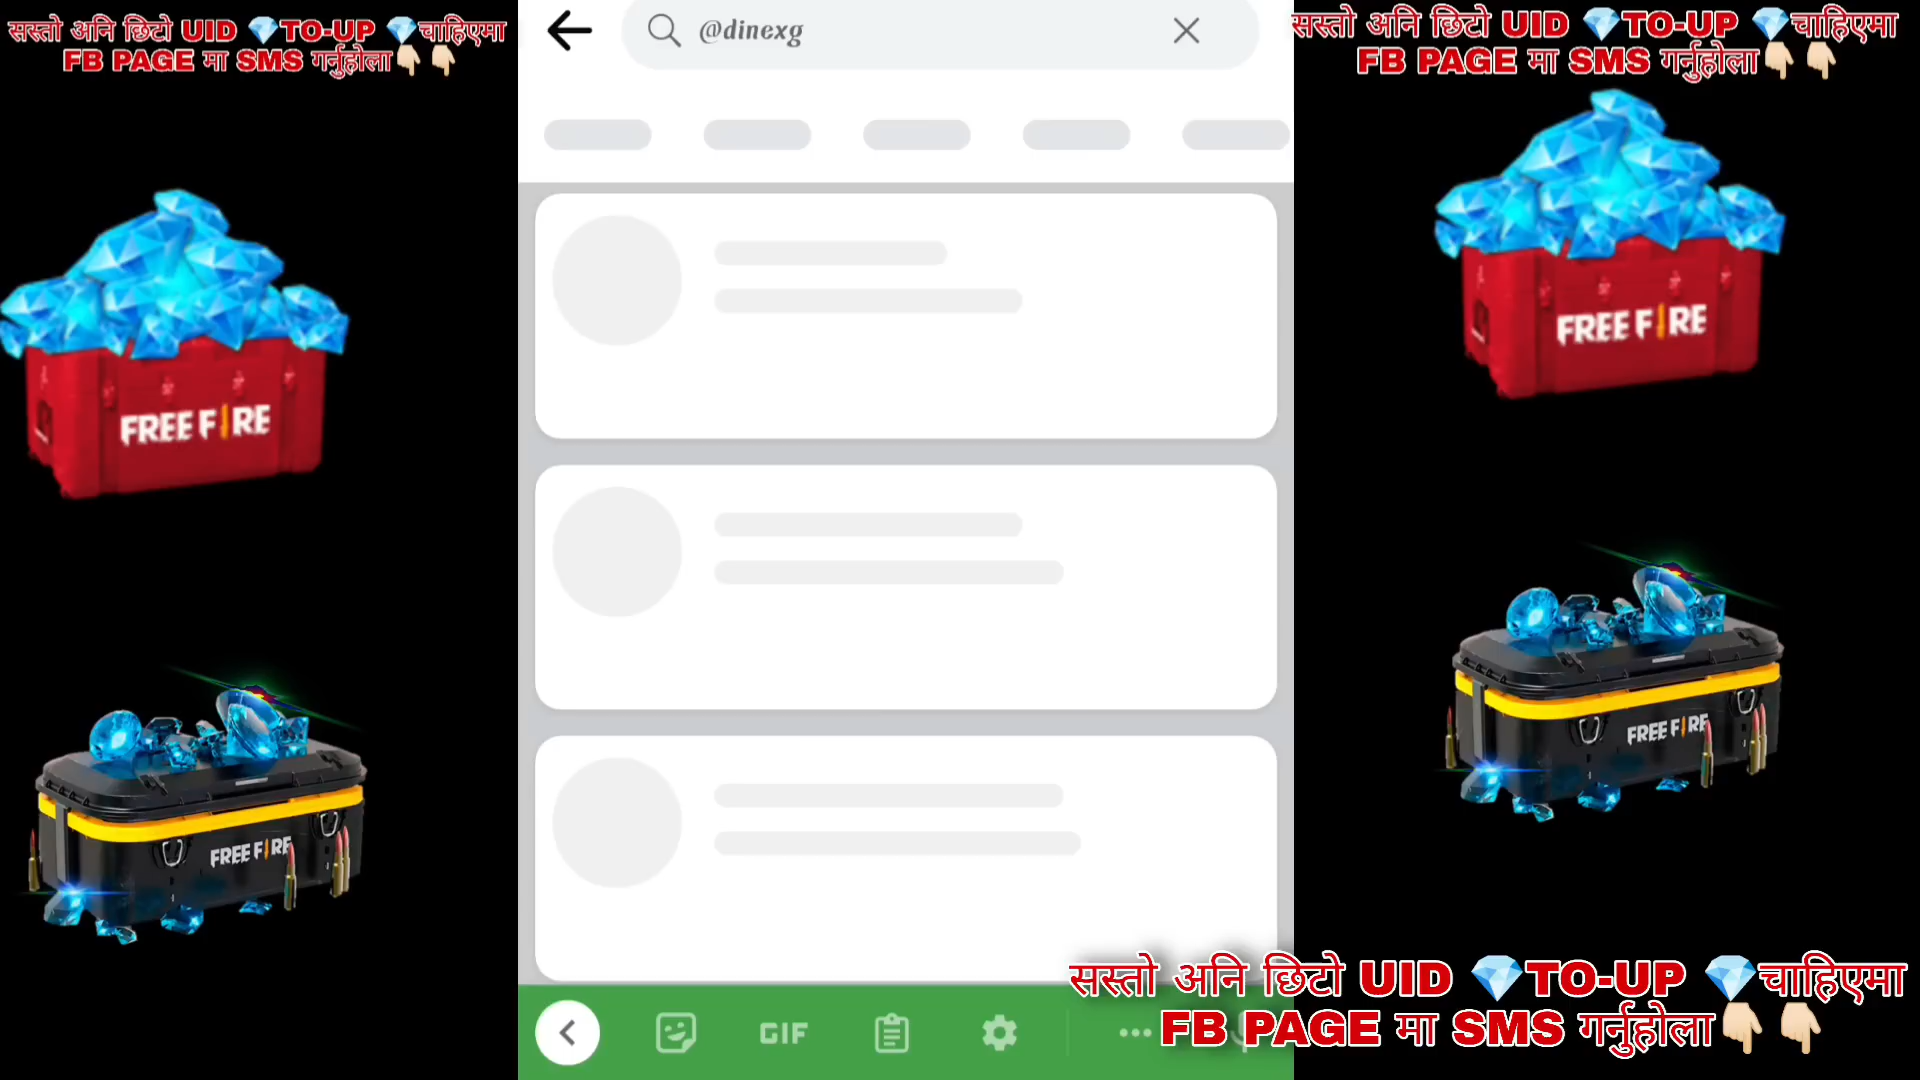 सस्तो अनि छिटो UID 💎TO-UP 💎चाहिएमा
FB PAGE मा SMS गर्नुहोला👇🏻👇🏻
@dinexg
सस्तो अनि छिटो UID 💎TO-UP 💎चाहिएमा
FB PAGE मा SMS गर्नुहोला👇🏻👇🏻
FREE FIRE
FREE FIRE
FREE FIRE
FREE FIRE
GIF
सस्तो अनि छिटो UID 💎TO-UP 💎चाहिएमा
FB PAGE मा SMS गर्नुहोला👇🏻👇🏻